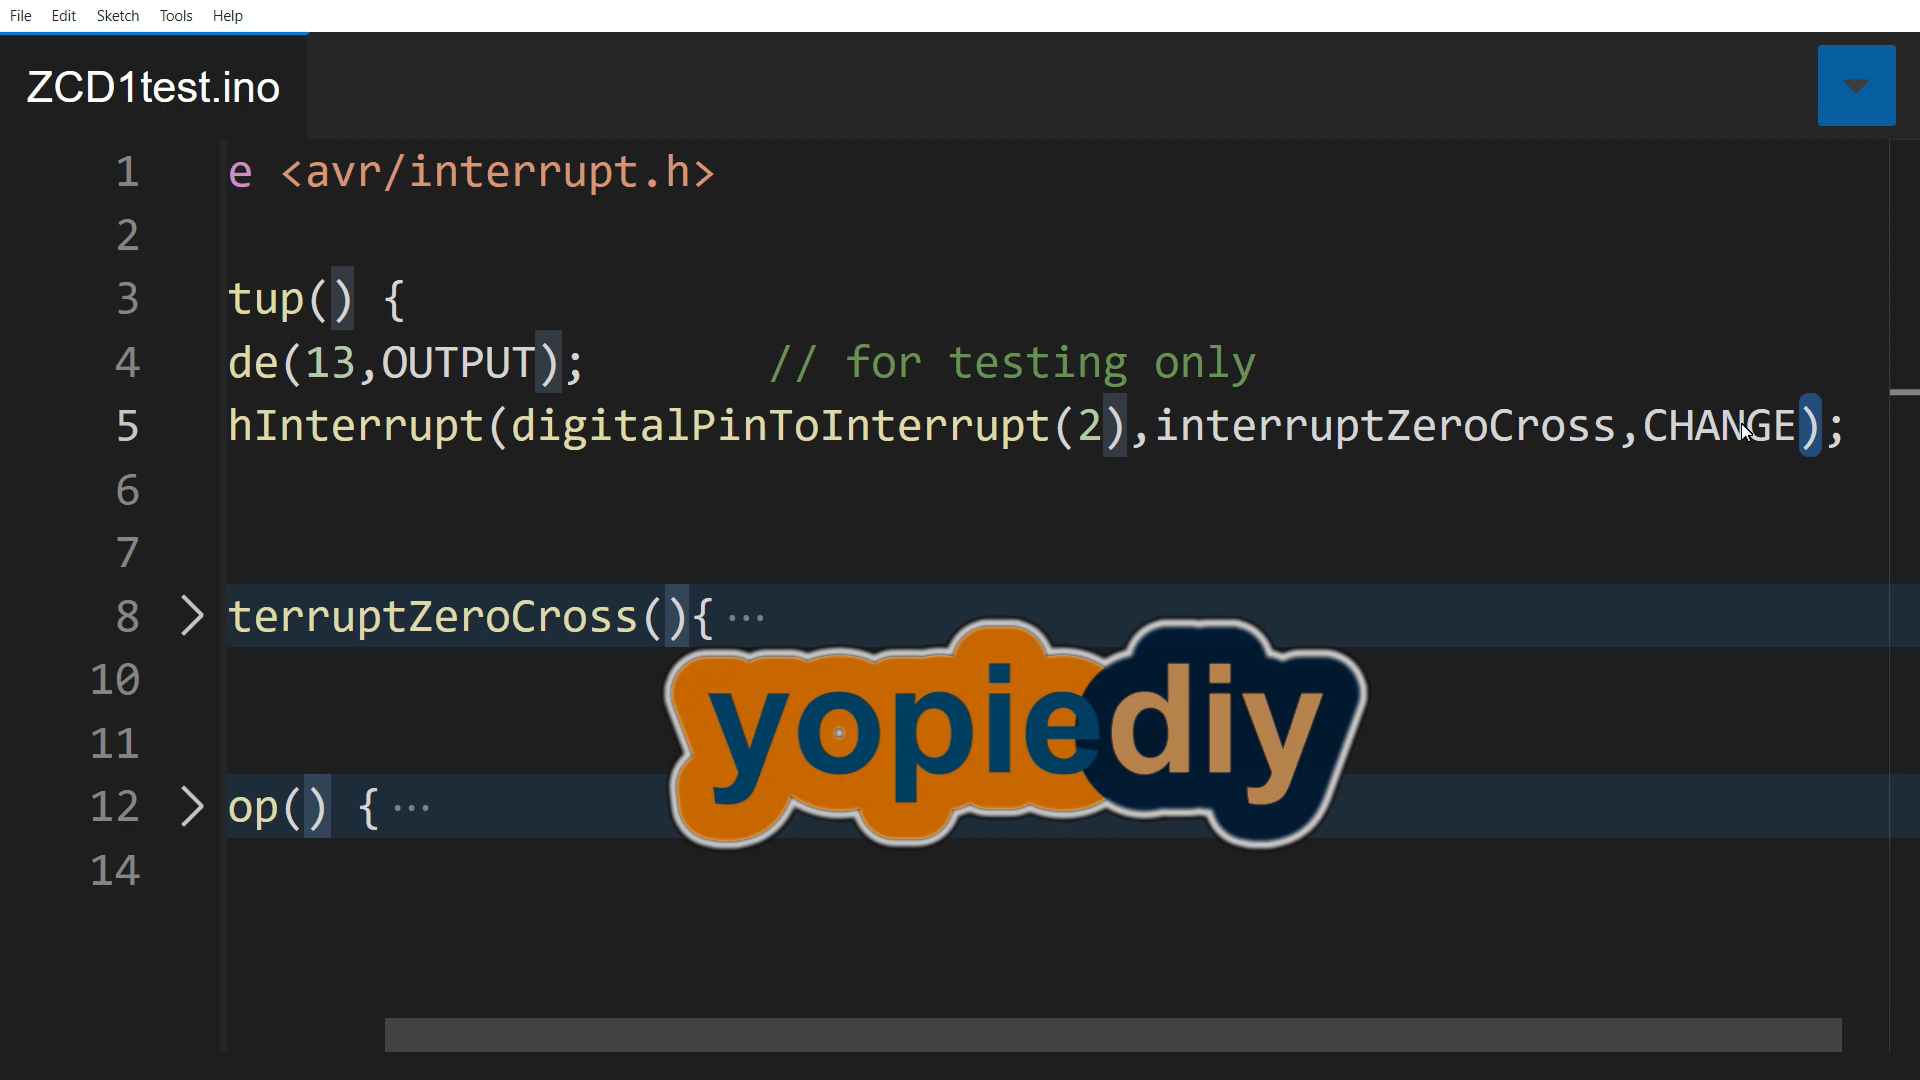 File Edit Sketch Tools Help
ZCD1test.ino
1 e <avr/interrupt.h>
2
3 tup() {
4 de(13,OUTPUT); // for testing only
5 hInterrupt(digitalPinToInterrupt(2),interruptZeroCross,CHANGE);
6
7
8 terruptZeroCross(){ ···
10
11
12 op() { ···
14
yopiediy